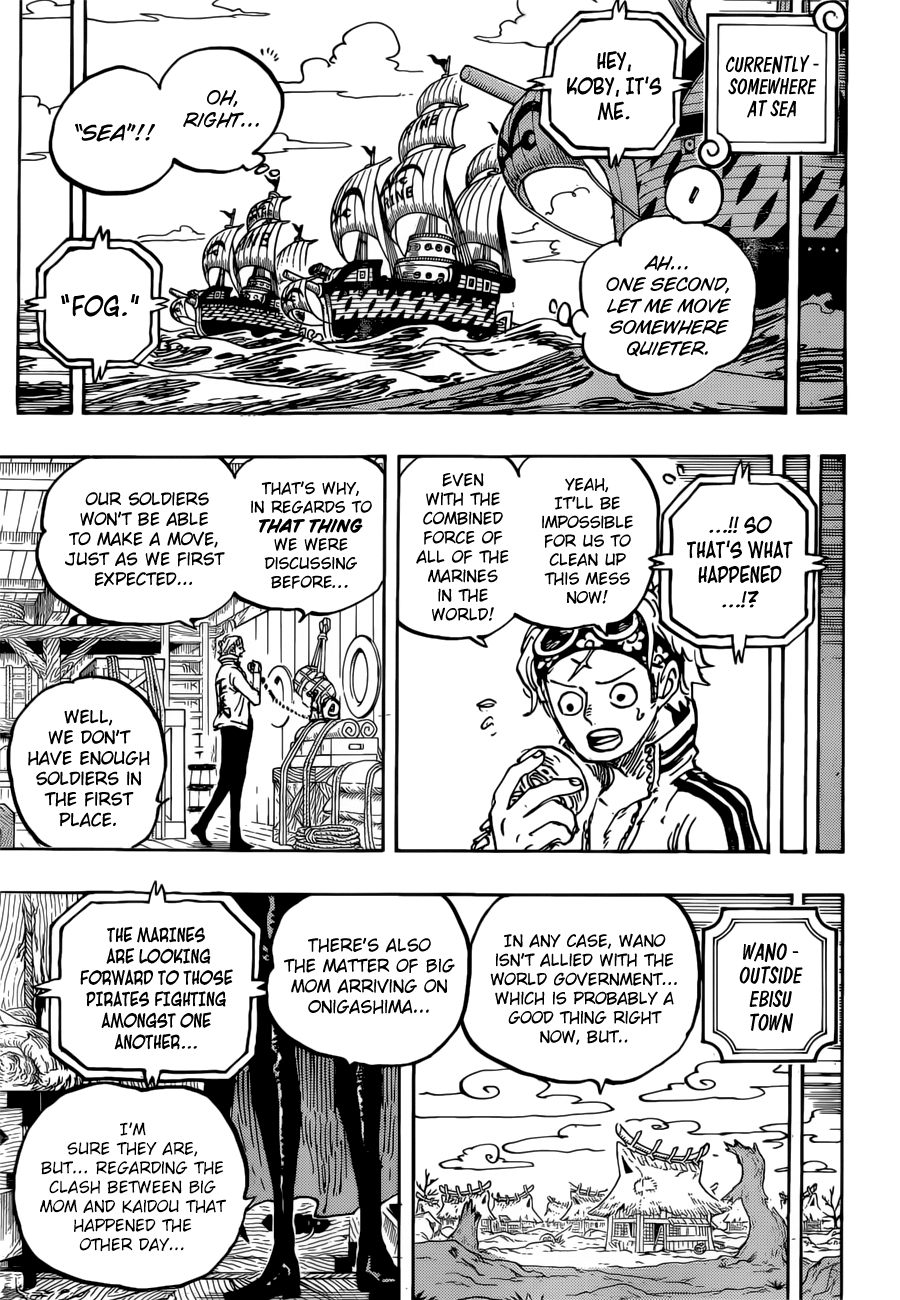 CURRENTLY -
SOMEWHERE
AT SEA
HEY,
KOBY, IT'S
ME.
AH...
ONE SECOND,
LET ME MOVE
SOMEWHERE
QUIETER.
OH,
RIGHT...
"SEA"!!
RINE
MARINE
"FOG."
...!! SO
THAT'S WHAT
HAPPENED
...!?
YEAH,
IT'LL BE
IMPOSSIBLE
FOR US TO
CLEAN UP
THIS MESS
NOW!
EVEN
WITH THE
COMBINED
FORCE OF
ALL OF THE
MARINES
IN THE
WORLD!
THAT'S WHY,
IN REGARDS TO
THAT THING
WE WERE
DISCUSSING
BEFORE...
OUR SOLDIERS
WON'T BE ABLE
TO MAKE A MOVE,
JUST AS WE FIRST
EXPECTED...
WELL,
WE DON'T
HAVE ENOUGH
SOLDIERS IN
THE FIRST
PLACE.
WANO -
OUTSIDE
EBISU
TOWN
IN ANY CASE, WANO
ISN'T ALLIED WITH THE
WORLD GOVERNMENT...
WHICH IS PROBABLY A
GOOD THING RIGHT
NOW, BUT..
THERE'S ALSO
THE MATTER OF BIG
MOM ARRIVING ON
ONIGASHIMA...
THE MARINES
ARE LOOKING
FORWARD TO THOSE
PIRATES FIGHTING
AMONGST ONE
ANOTHER...
I'M
SURE THEY ARE,
BUT... REGARDING THE
CLASH BETWEEN BIG
MOM AND KAIDOU THAT
HAPPENED THE
OTHER DAY...